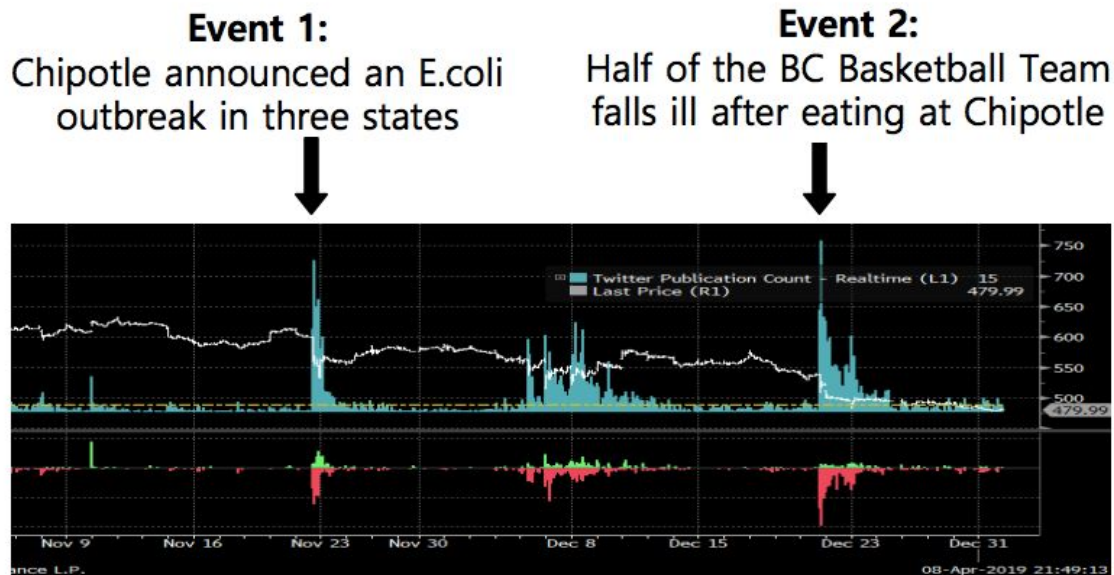 Event 1:
Chipotle announced an E.coli
outbreak in three states
Event 2:
Half of the BC Basketball Team
falls ill after eating at Chipotle
Twitter Publication Count - Realtime (L1) 15
Last Price (R1) 479.99
750
700
650
600
550
500
479.99
Nov 9 Nov 16 Nov 23 Nov 30 Dec 8 Dec 15 Dec 23 Dec 31
ance L.P. 08-Apr-2019 21:49:13